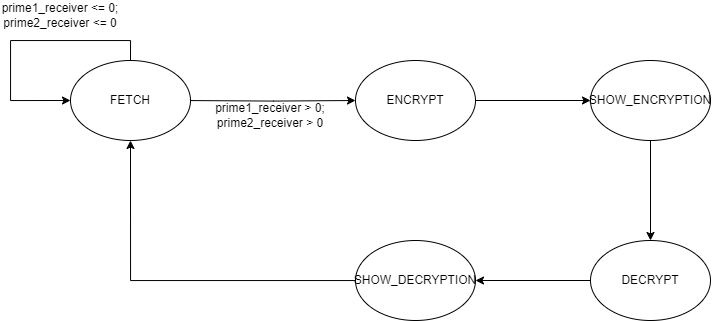 prime1_receiver <= 0;
prime2_receiver <= 0
FETCH
prime1_receiver > 0;
prime2_receiver > 0
ENCRYPT
SHOW_ENCRYPTION
SHOW_DECRYPTION
DECRYPT